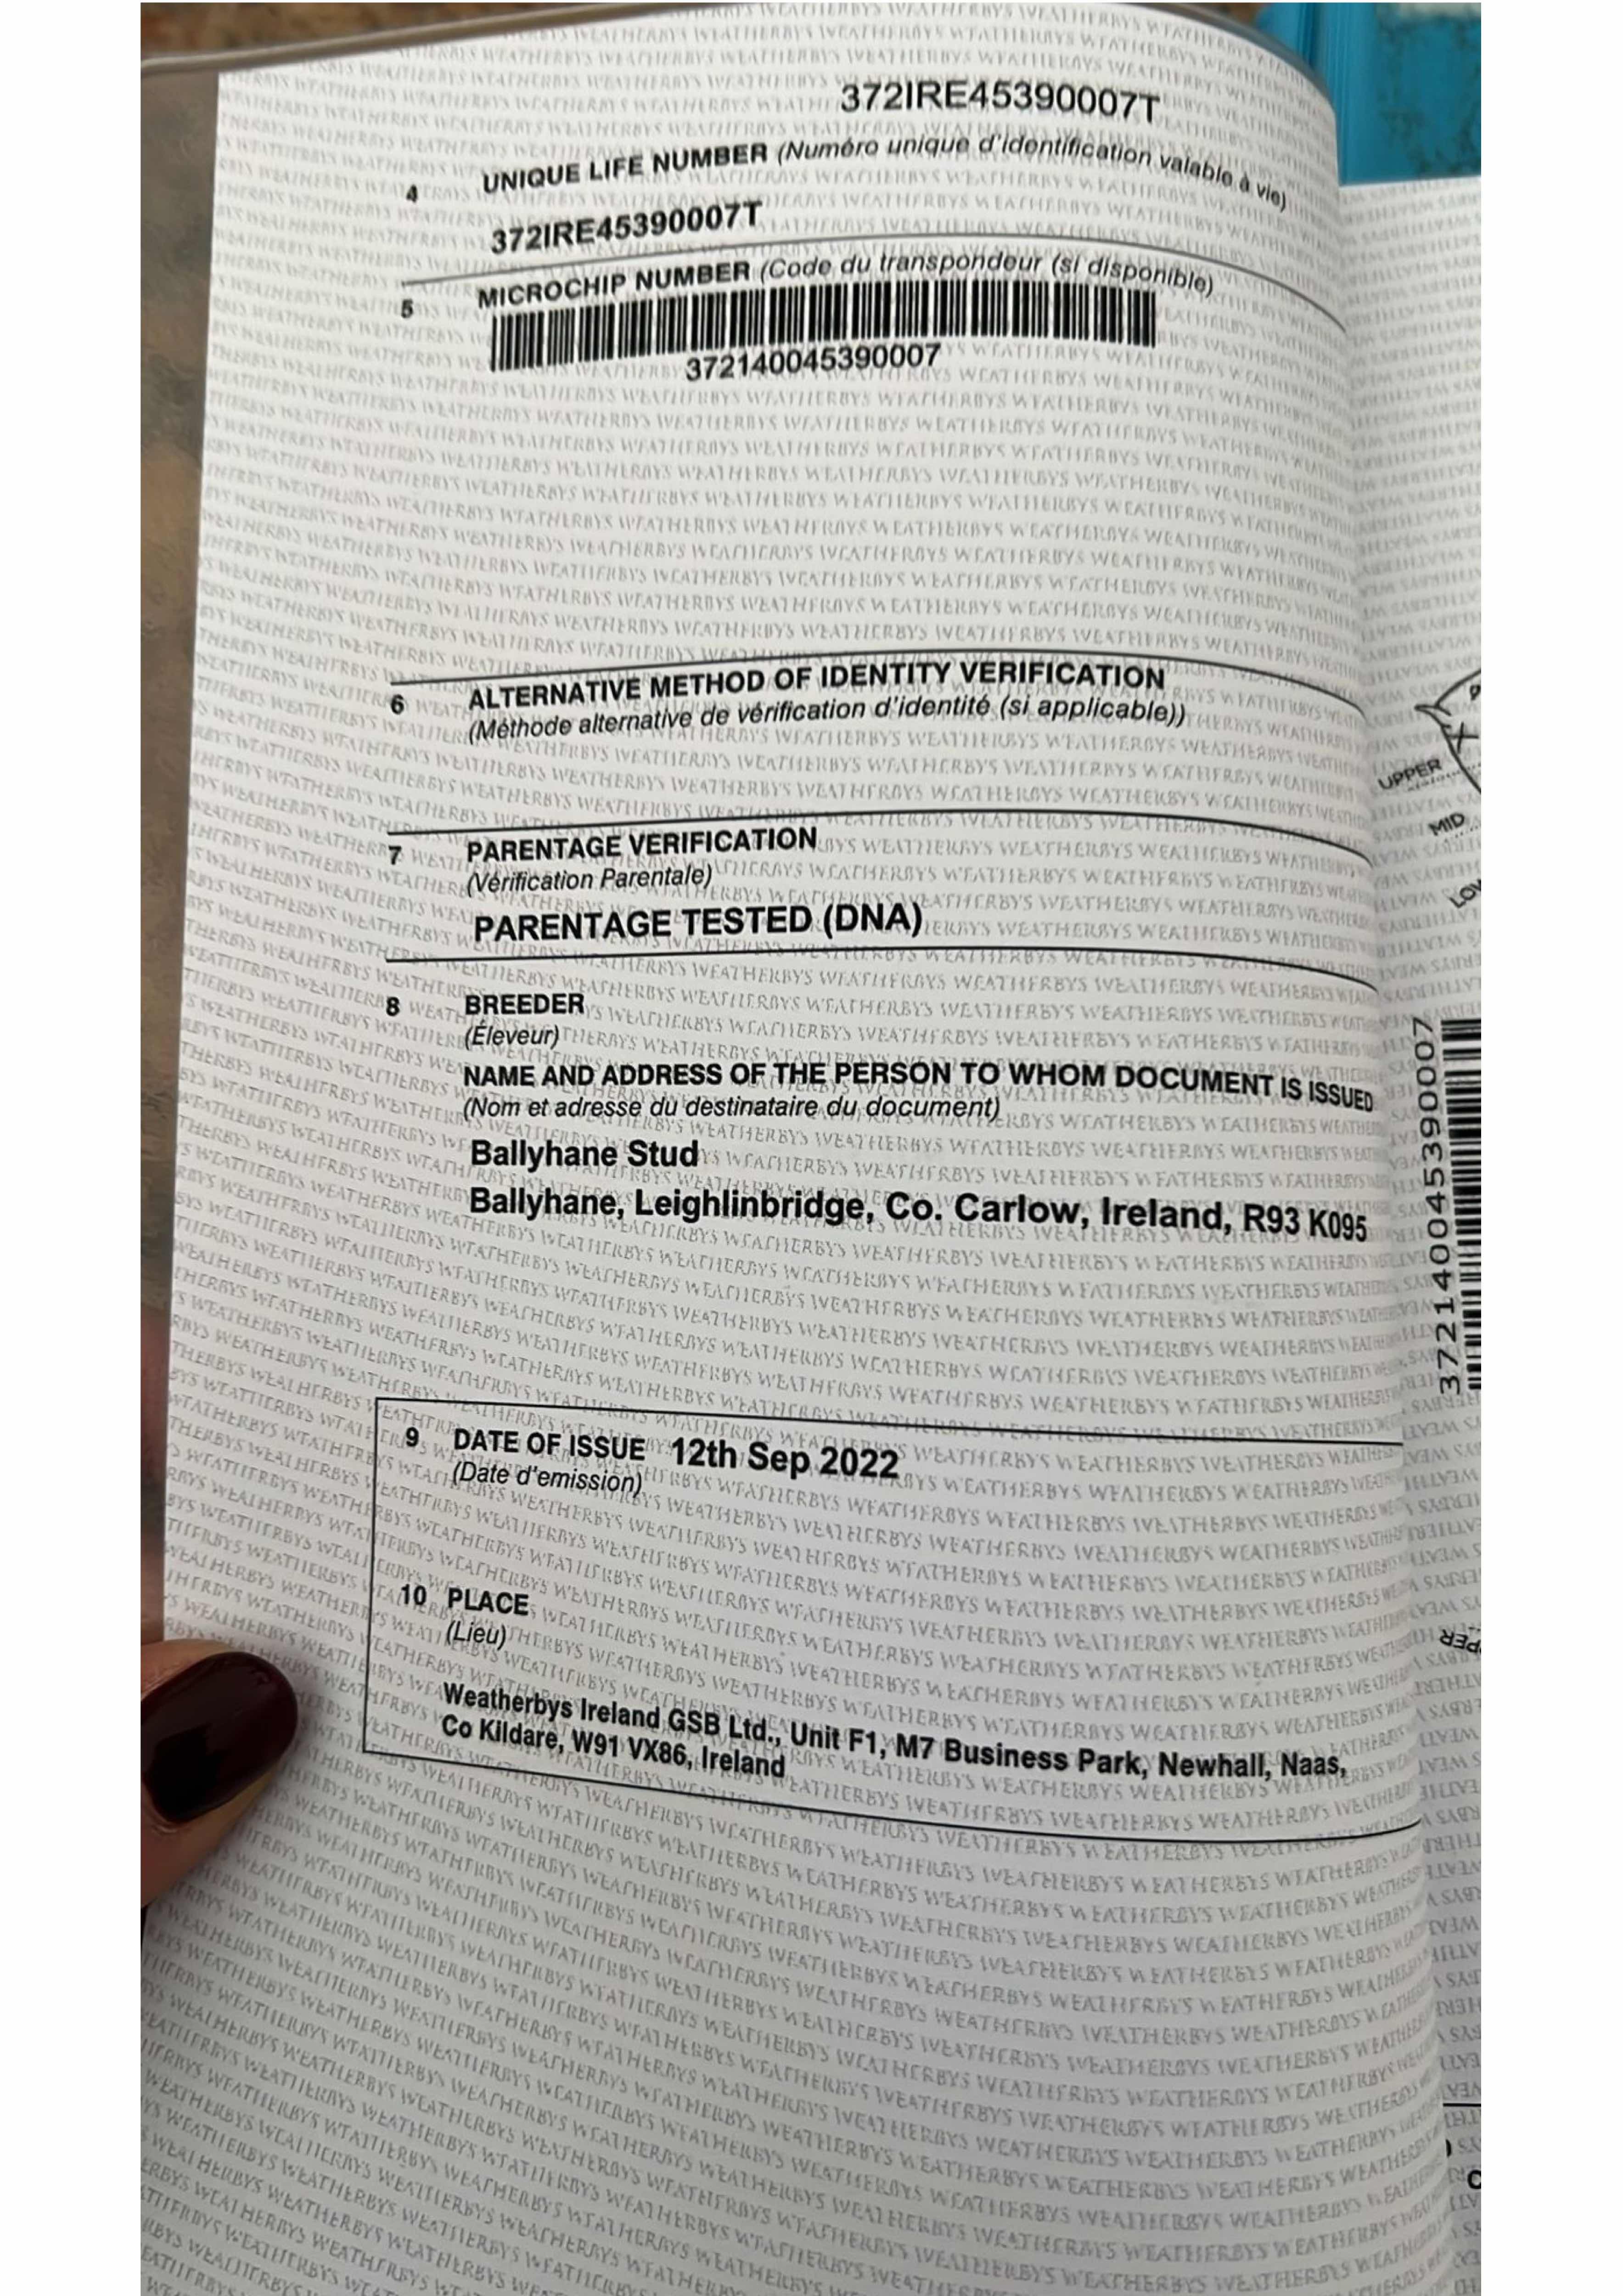 372IRE45390007T
4 UNIQUE LIFE NUMBER (Numéro unique d'identification valable à vie)
372IRE45390007T
5 MICROCHIP NUMBER (Code du transpondeur (si disponible)
372140045390007
6 ALTERNATIVE METHOD OF IDENTITY VERIFICATION
(Méthode alternative de vérification d'identité (si applicable))
7 PARENTAGE VERIFICATION
(Vérification Parentale)
PARENTAGE TESTED (DNA)
8 BREEDER
(Éleveur)
NAME AND ADDRESS OF THE PERSON TO WHOM DOCUMENT IS ISSUED
(Nom et adresse du destinataire du document)
Ballyhane Stud
Ballyhane, Leighlinbridge, Co. Carlow, Ireland, R93 K095
9 DATE OF ISSUE 12th Sep 2022
(Date d'emission)
10 PLACE
(Lieu)
Weatherbys Ireland GSB Ltd., Unit F1, M7 Business Park, Newhall, Naas,
Co Kildare, W91 VX86, Ireland
UPPER
MID
372140045390007